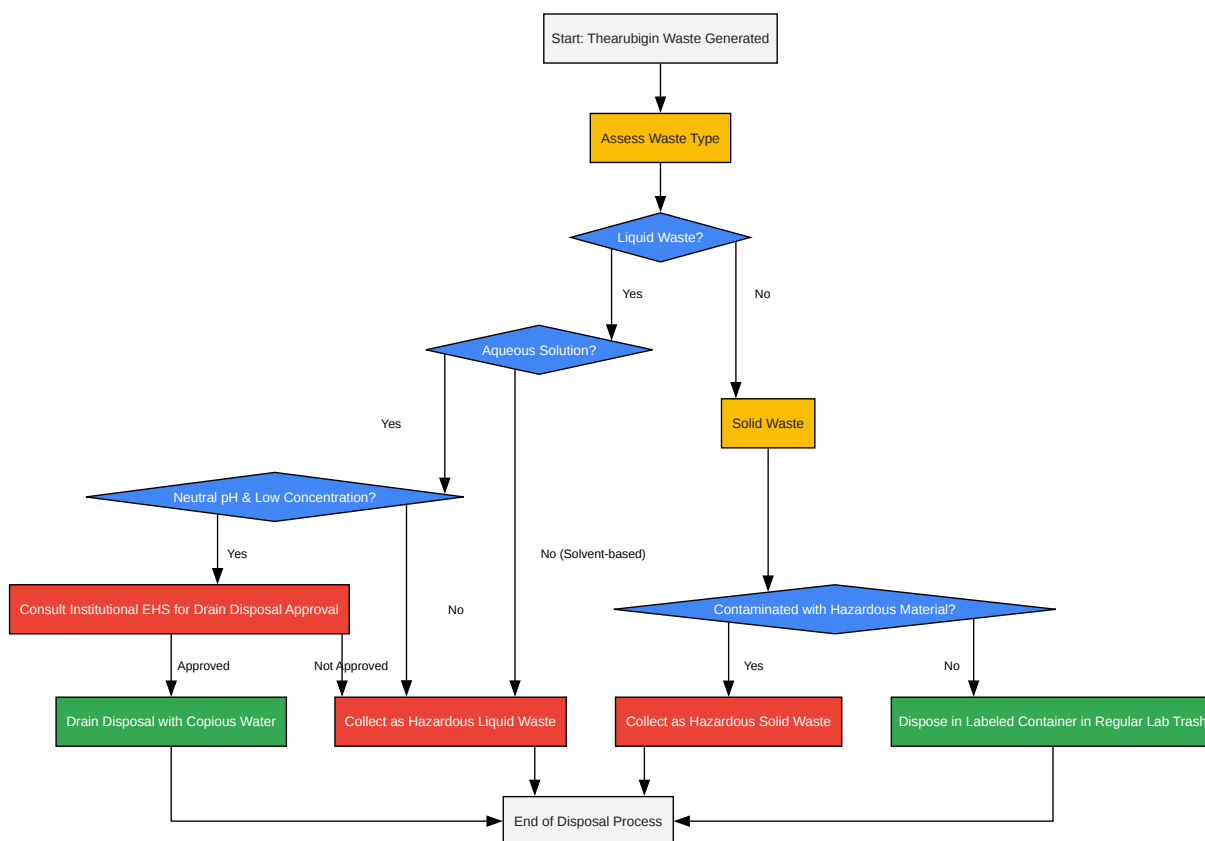 Start: Thearubigin Waste Generated
Assess Waste Type
Liquid Waste?
Yes
No
Aqueous Solution?
Yes
Solid Waste
Neutral pH & Low Concentration?
Yes
No (Solvent-based)
Consult Institutional EHS for Drain Disposal Approval
No
Contaminated with Hazardous Material?
Approved
Not Approved
Yes
No
Drain Disposal with Copious Water
Collect as Hazardous Liquid Waste
Collect as Hazardous Solid Waste
Dispose in Labeled Container in Regular Lab Trash
End of Disposal Process